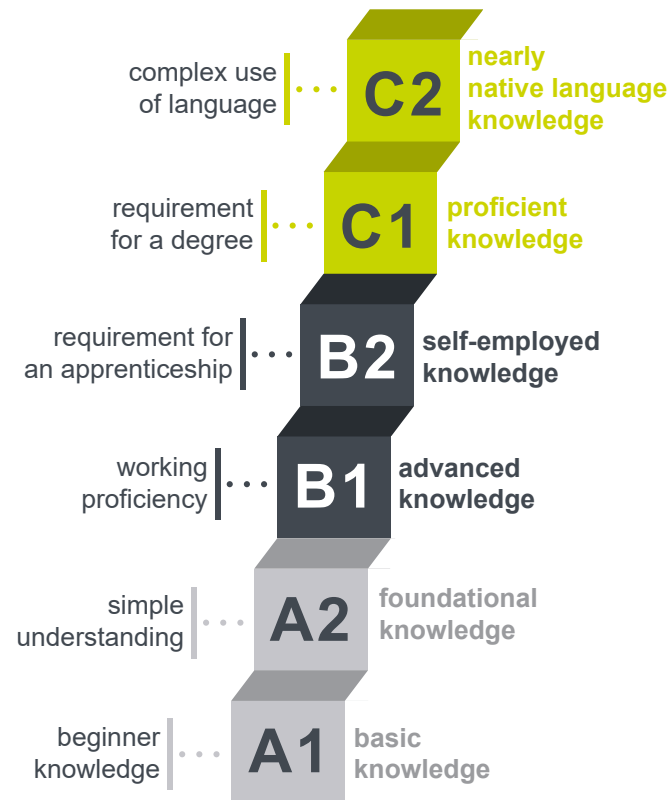 complex use
of language
C2
nearly
native language
knowledge
requirement
for a degree
C1
proficient
knowledge
requirement for
an apprenticeship
B2
self-employed
knowledge
working
proficiency
B1
advanced
knowledge
simple
understanding
A2
foundational
knowledge
beginner
knowledge
A1
basic
knowledge